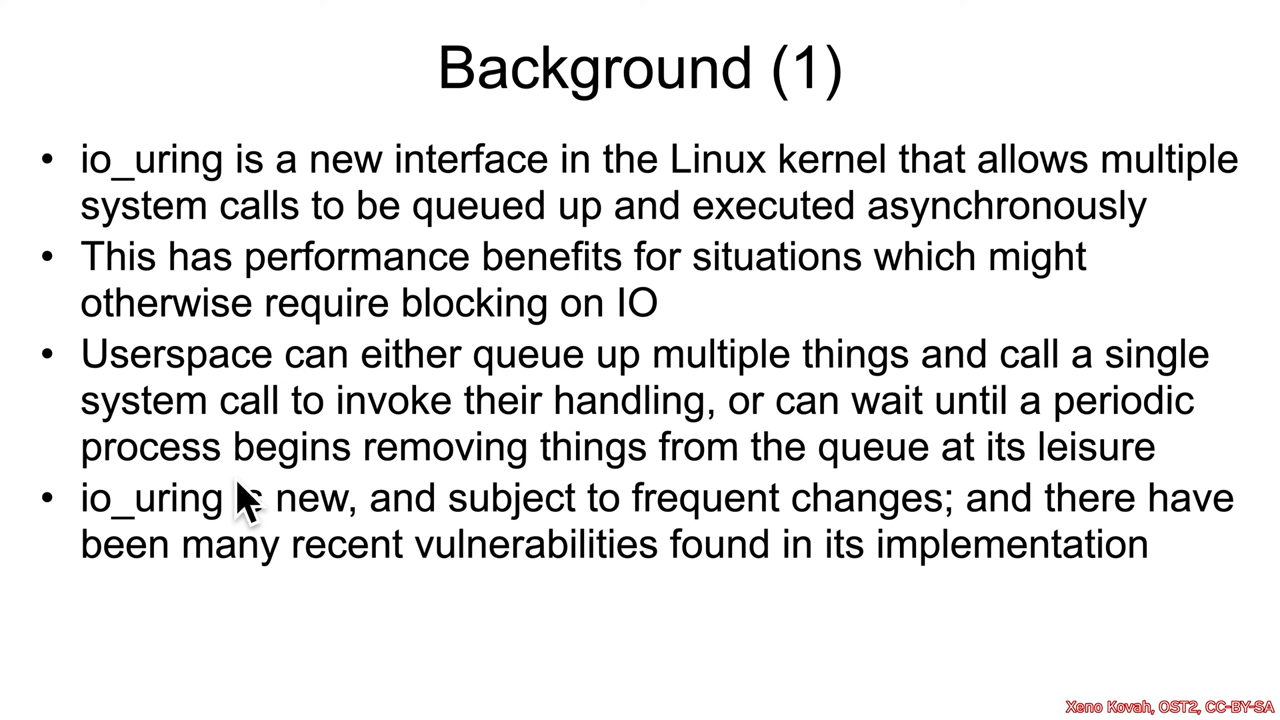 Background (1)
• io_uring is a new interface in the Linux kernel that allows multiple
system calls to be queued up and executed asynchronously
• This has performance benefits for situations which might
otherwise require blocking on IO
• Userspace can either queue up multiple things and call a single
system call to invoke their handling, or can wait until a periodic
process begins removing things from the queue at its leisure
• io_uring is new, and subject to frequent changes; and there have
been many recent vulnerabilities found in its implementation
Xeno Kovah, OST2, CC-BY-SA